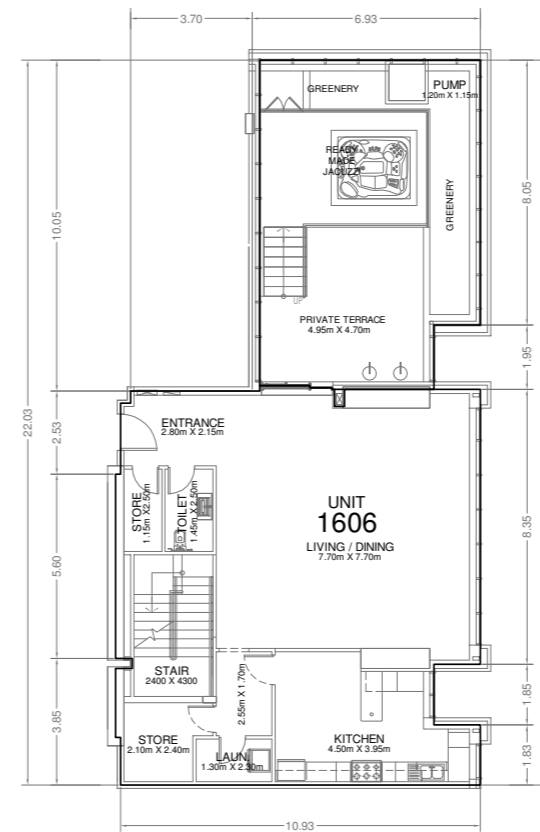 3.70
6.93
GREENERY
PUMP
1.20m X 1.15m
READY
MADE
JACUZZI
GREENERY
8.05
10.05
UP
PRIVATE TERRACE
4.95m X 4.70m
1.95
22.03
2.53
ENTRANCE
2.80m X 2.15m
STORE
1.15m X2.50m
TOILET
1.45m X 2.50m
UNIT
1606
LIVING / DINING
7.70m X 7.70m
8.35
5.60
STAIR
2400 X 4300
2.55m X 1.70m
1.85
3.85
STORE
2.10m X 2.40m
LAUN.
1.30m X 2.30m
KITCHEN
4.50m X 3.95m
1.83
10.93